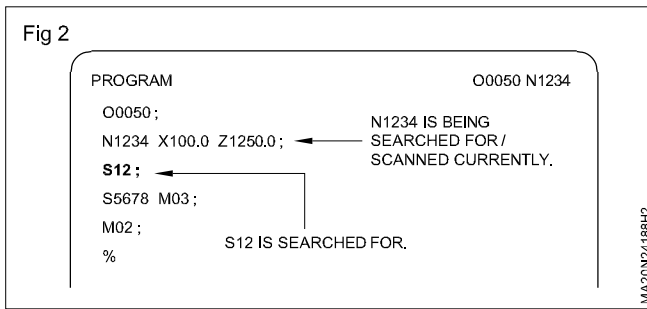 Fig 2
PROGRAM O0050 N1234
O0050 ;
N1234 X100.0 Z1250.0 ;
N1234 IS BEING
SEARCHED FOR /
SCANNED CURRENTLY.
S12 ;
S5678 M03 ;
M02 ;
S12 IS SEARCHED FOR.
%
MA20N24188H2